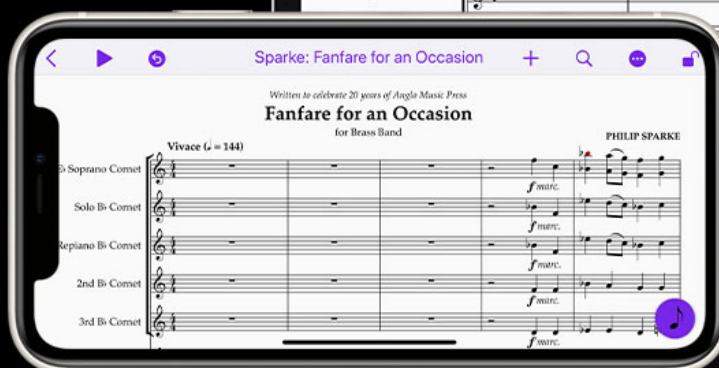 Sparke: Fanfare for an Occasion
Written to celebrate 20 years of Anglo Music Press
Fanfare for an Occasion
for Brass Band
PHILIP SPARKE
Vivace (♩ = 144)
E♭ Soprano Cornet
f marc.
Solo B♭ Cornet
f marc.
Repiano B♭ Cornet
f marc.
2nd B♭ Cornet
f marc.
3rd B♭ Cornet
f marc.